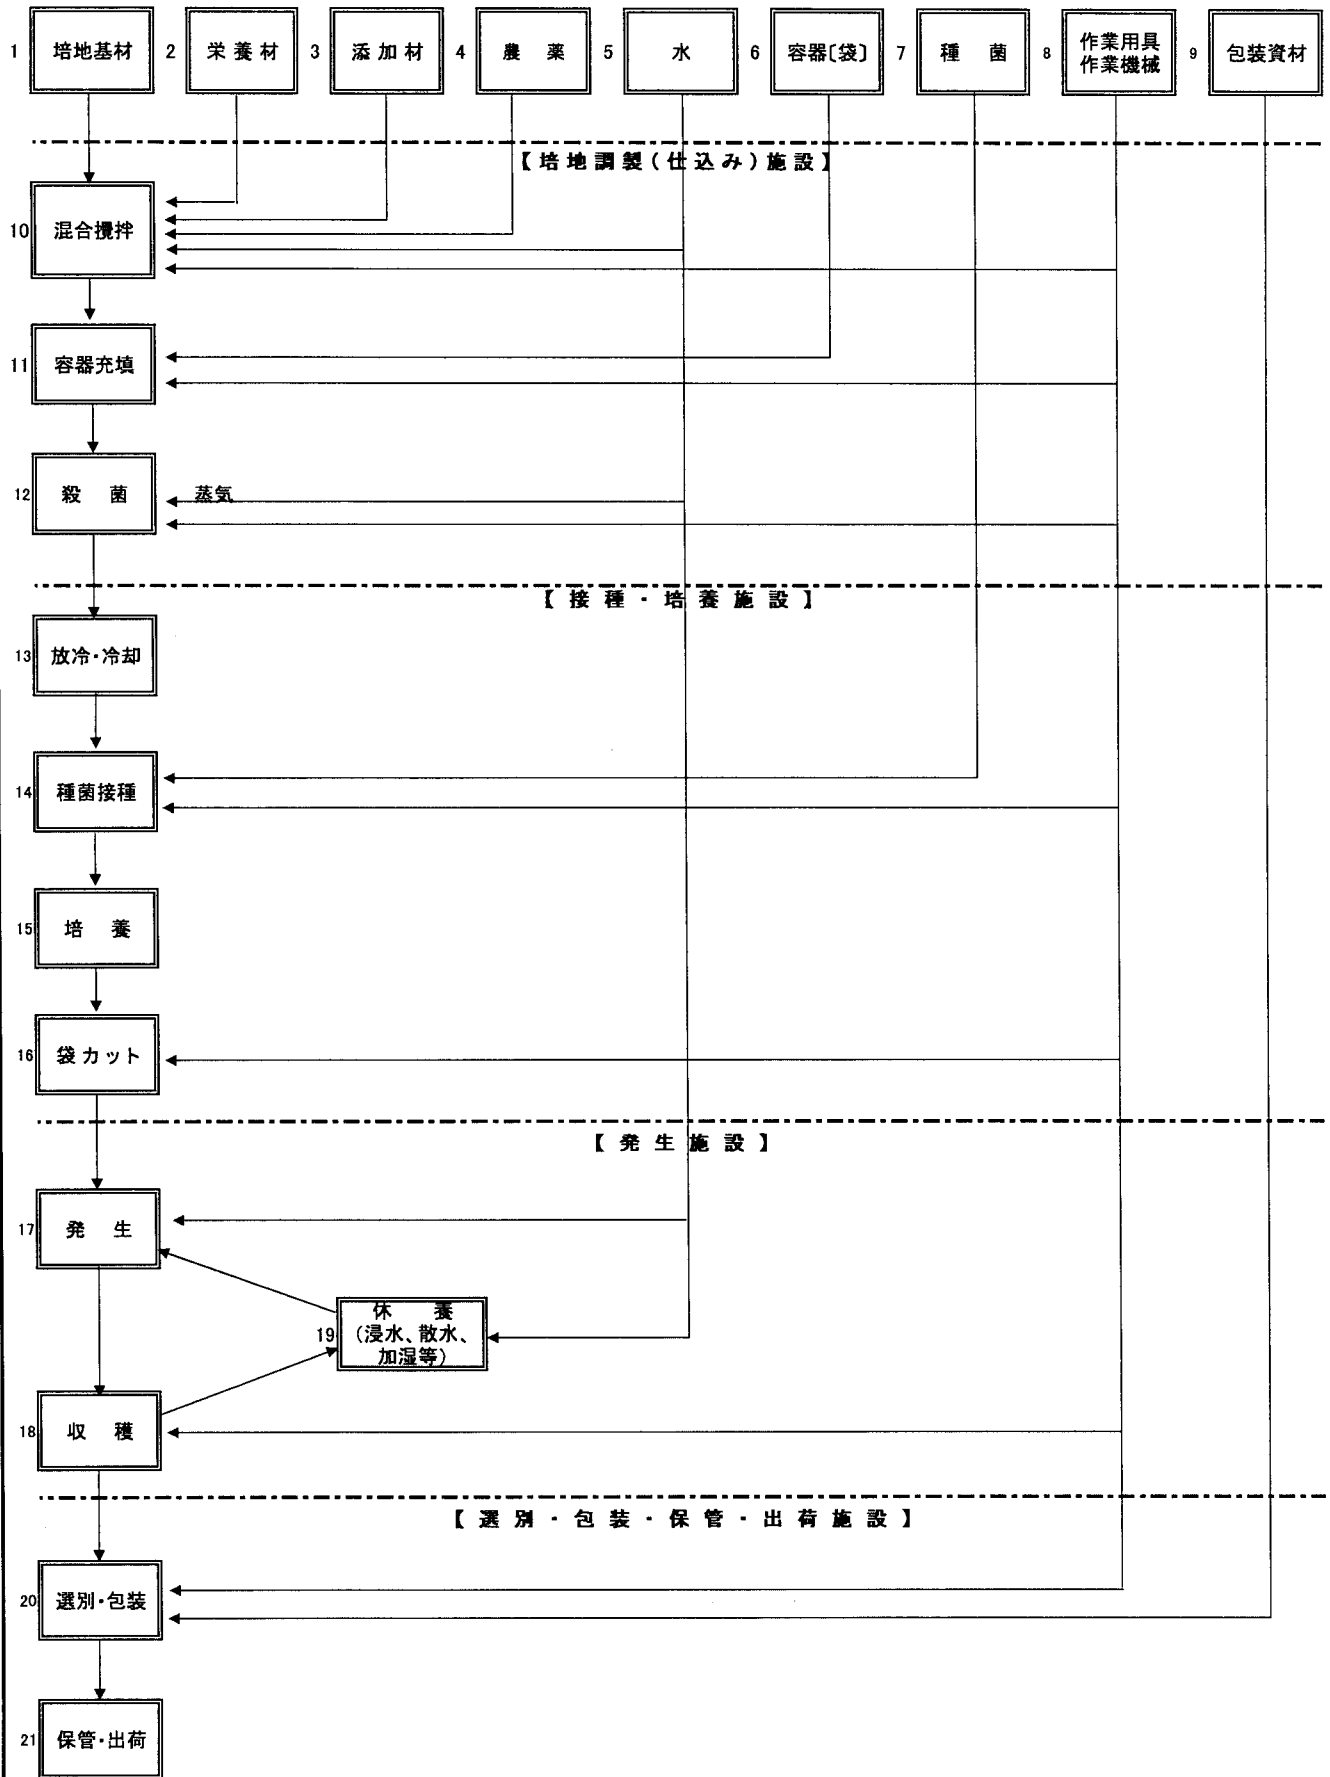 1 培地基材 2 栄養材 3 添加材 4 農薬 5 水 6 容器〔袋〕 7 種菌 8 作業用具
作業機械 9 包装資材
【培地調製(仕込み)施設】
10 混合攪拌
11 容器充填
12 殺菌 蒸気
【接種・培養施設】
13 放冷・冷却
14 種菌接種
15 培養
16 袋カット
【発生施設】
17 発生
19 休養
(浸水、散水、
加湿等)
18 収穫
【選別・包装・保管・出荷施設】
20 選別・包装
21 保管・出荷